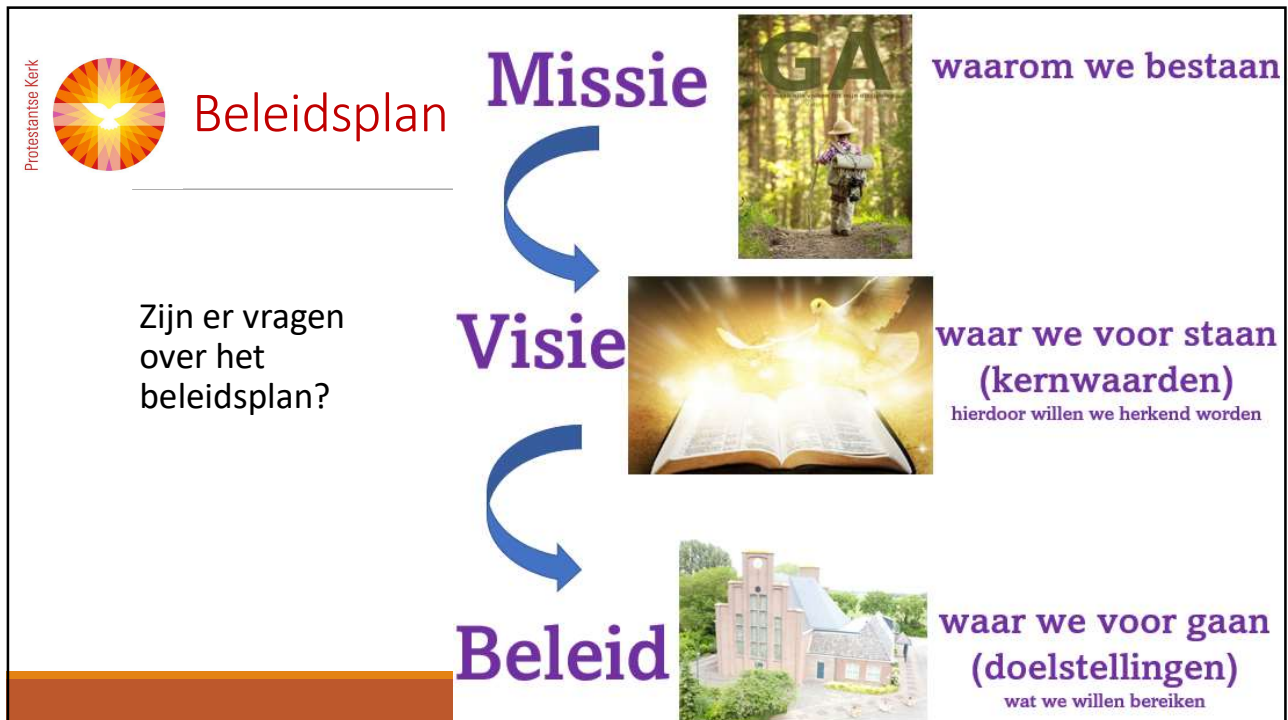 Protestantse Kerk
Beleidsplan
Zijn er vragen
over het
beleidsplan?
Missie
GA
waarom we bestaan
Visie
waar we voor staan
(kernwaarden)
hierdoor willen we herkend worden
Beleid
waar we voor gaan
(doelstellingen)
wat we willen bereiken